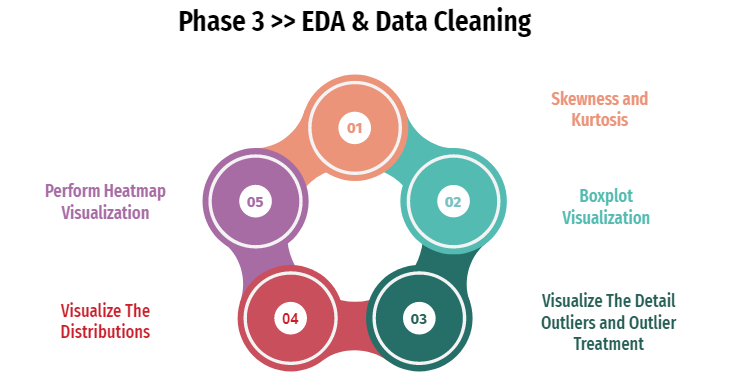 Phase 3 >> EDA & Data Cleaning
01
Skewness and
Kurtosis
02
Boxplot
Visualization
03
Visualize The Detail
Outliers and Outlier
Treatment
04
Visualize The
Distributions
05
Perform Heatmap
Visualization